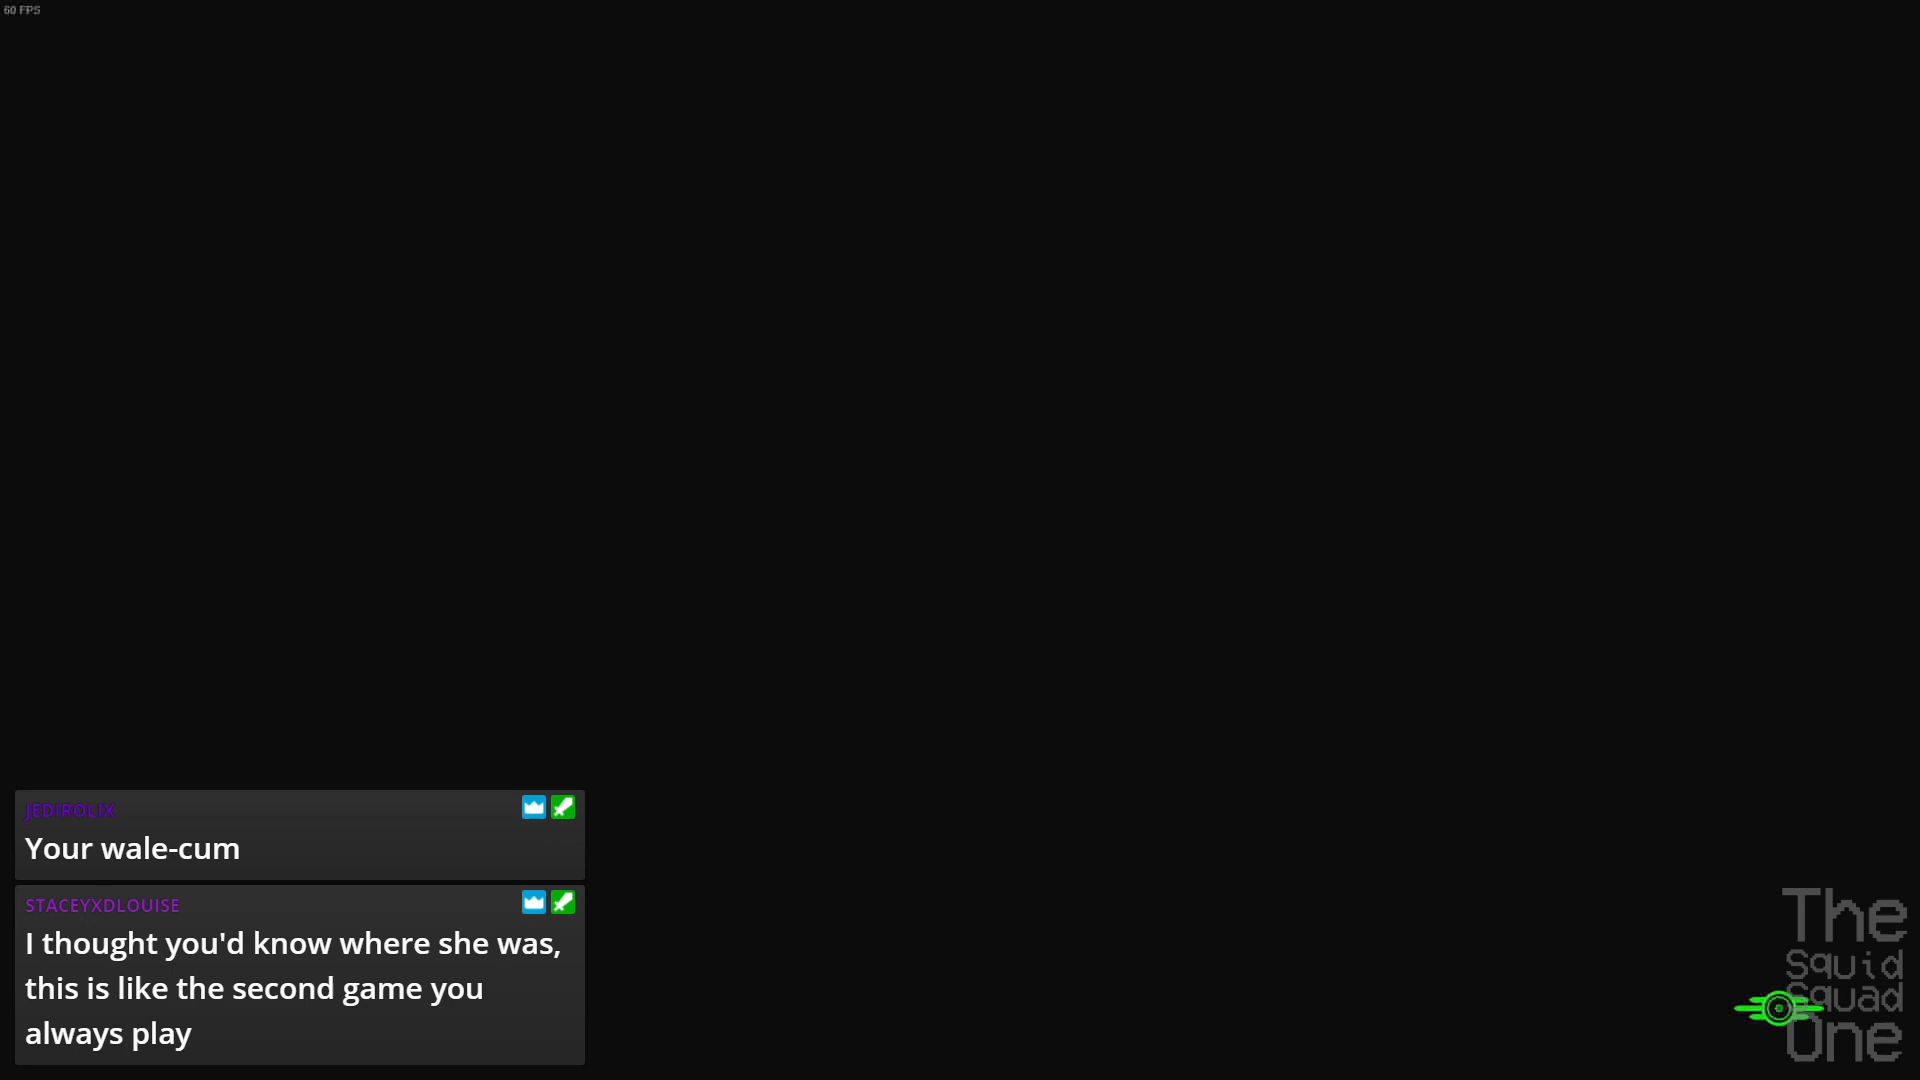 60 FPS
JEDIROLIX
Your wale-cum
STACEYXDLOUISE
I thought you'd know where she was,
this is like the second game you
always play
The
Squid
Squad
One